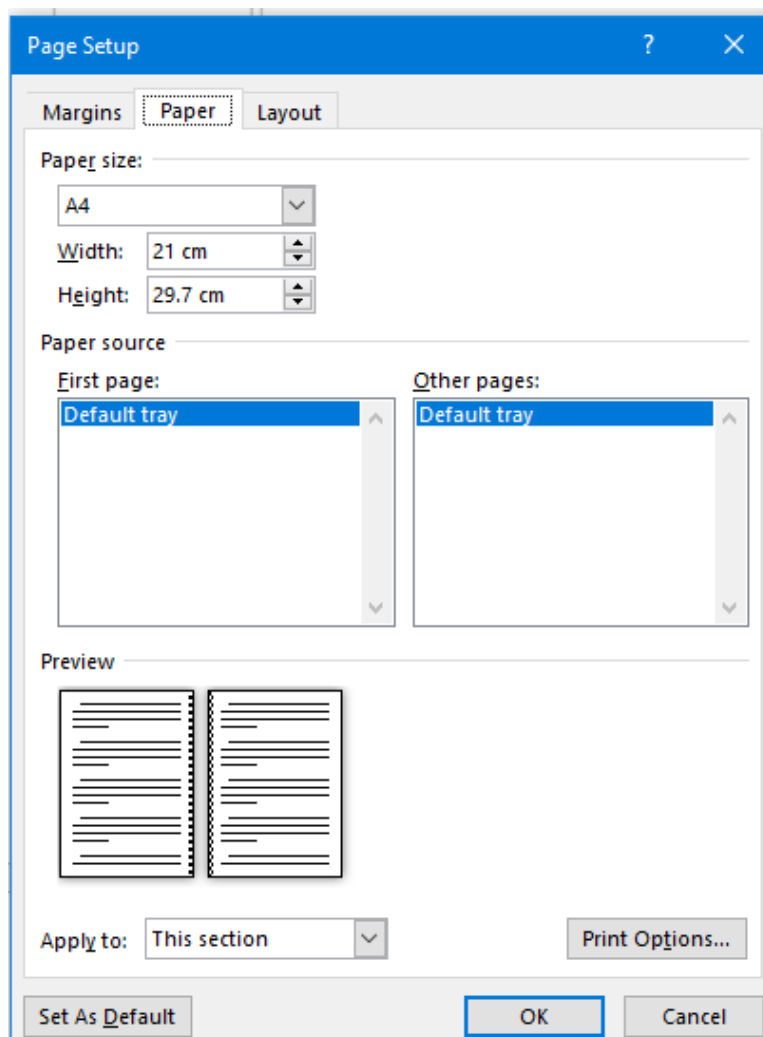 Page Setup ?
Margins Paper Layout
Paper size:
A4
Width: 21 cm
Height: 29.7 cm
Paper source
First page: Other pages:
Default tray Default tray
Preview
Apply to: This section Print Options...
Set As Default OK Cancel